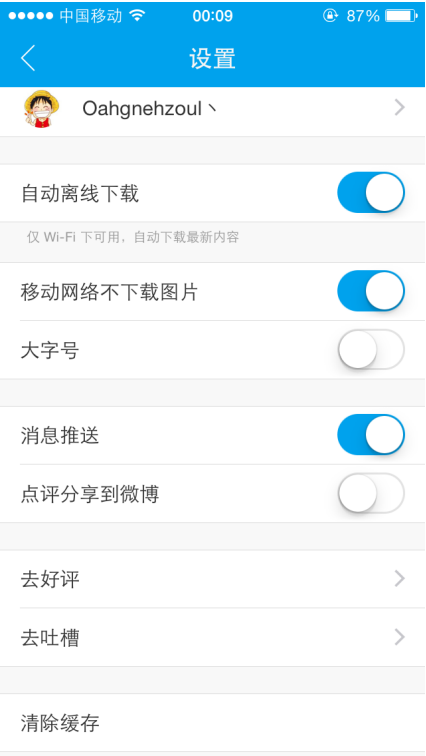 中国移动 00:09 87%
设置
Oahgnehzoul丶
自动离线下载
仅 Wi-Fi 下可用，自动下载最新内容
移动网络不下载图片
大字号
消息推送
点评分享到微博
去好评
去吐槽
清除缓存